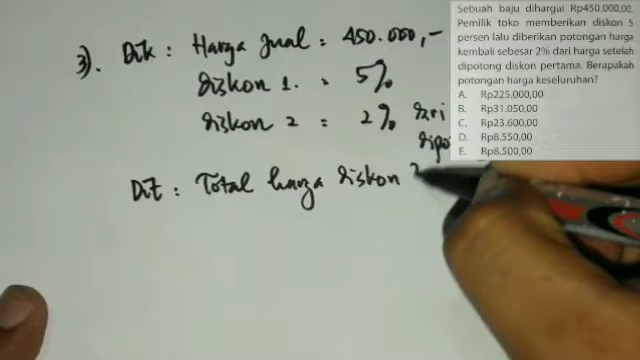 3). Dik : Harga Jual = 450.000,-
diskon 1. = 5%
diskon 2 = 2% dari
Dit : Total harga diskon ?
Sebuah baju dihargai Rp450.000,00.
Pemilik toko memberikan diskon 5
persen lalu diberikan potongan harga
kembali sebesar 2% dari harga setelah
dipotong diskon pertama. Berapakah
potongan harga keseluruhan?
A. Rp225.000,00
B. Rp31.050,00
C. Rp23.600,00
D. Rp8.550,00
E. Rp8.500,00